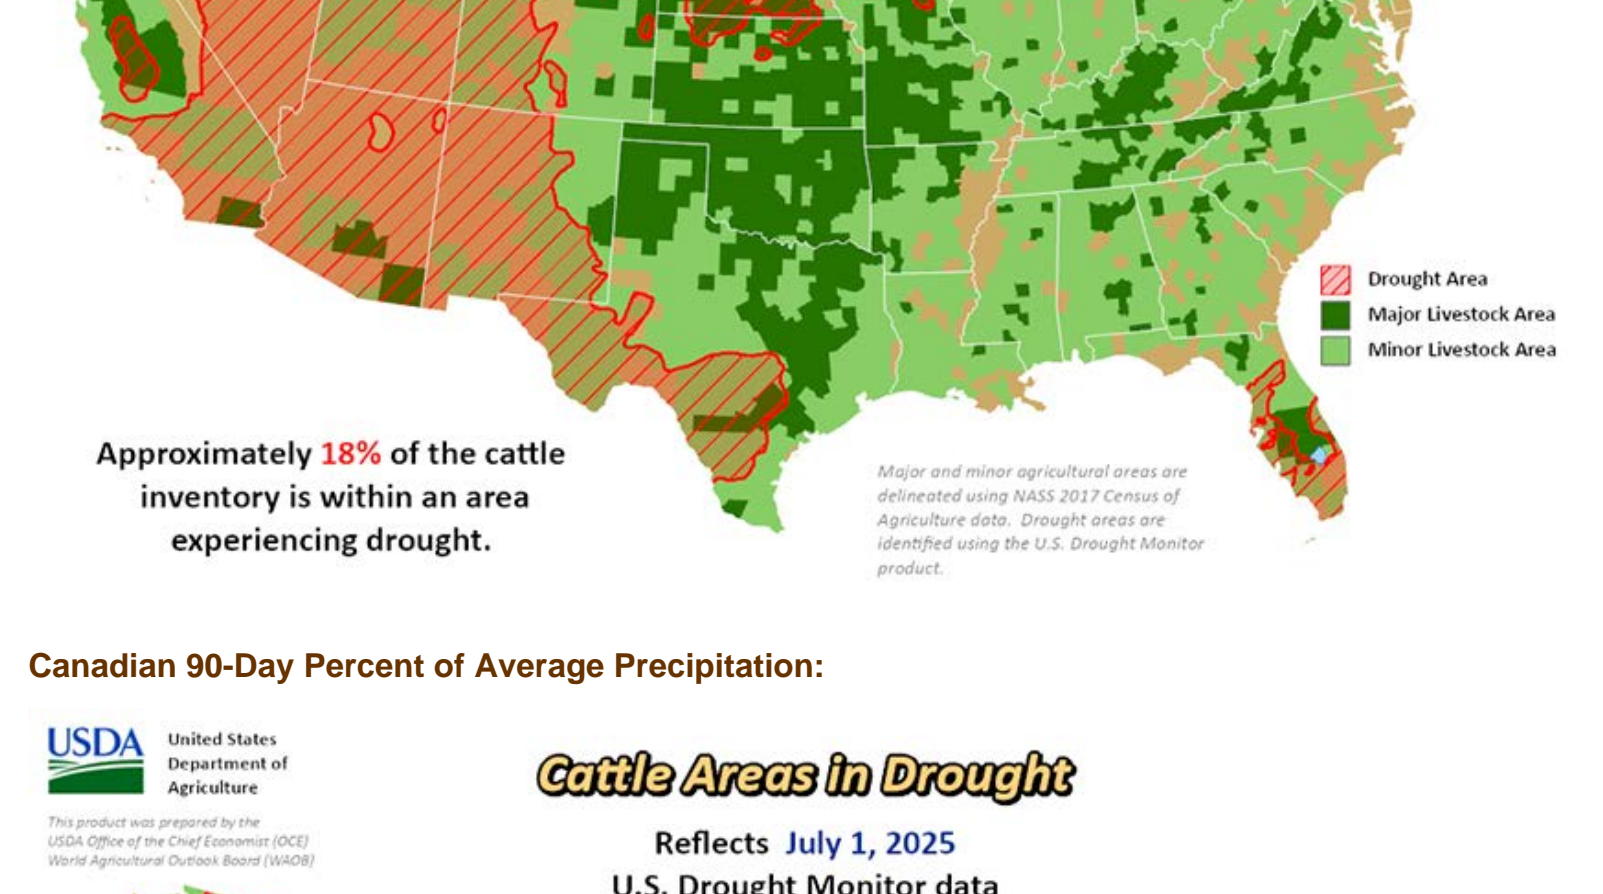 Drought Area
Major Livestock Area
Minor Livestock Area
Approximately 18% of the cattle
inventory is within an area
experiencing drought.
Major and minor agricultural areas are
delineated using NASS 2017 Census of
Agriculture data.  Drought areas are
identified using the U.S. Drought Monitor
product.
Canadian 90-Day Percent of Average Precipitation:
USDA
United States
Department of
Agriculture
This product was prepared by the
USDA Office of the Chief Economist (OCE)
World Agricultural Outlook Board (WAOB)
Cattle Areas in Drought
Reflects July 1, 2025
U.S. Drought Monitor data